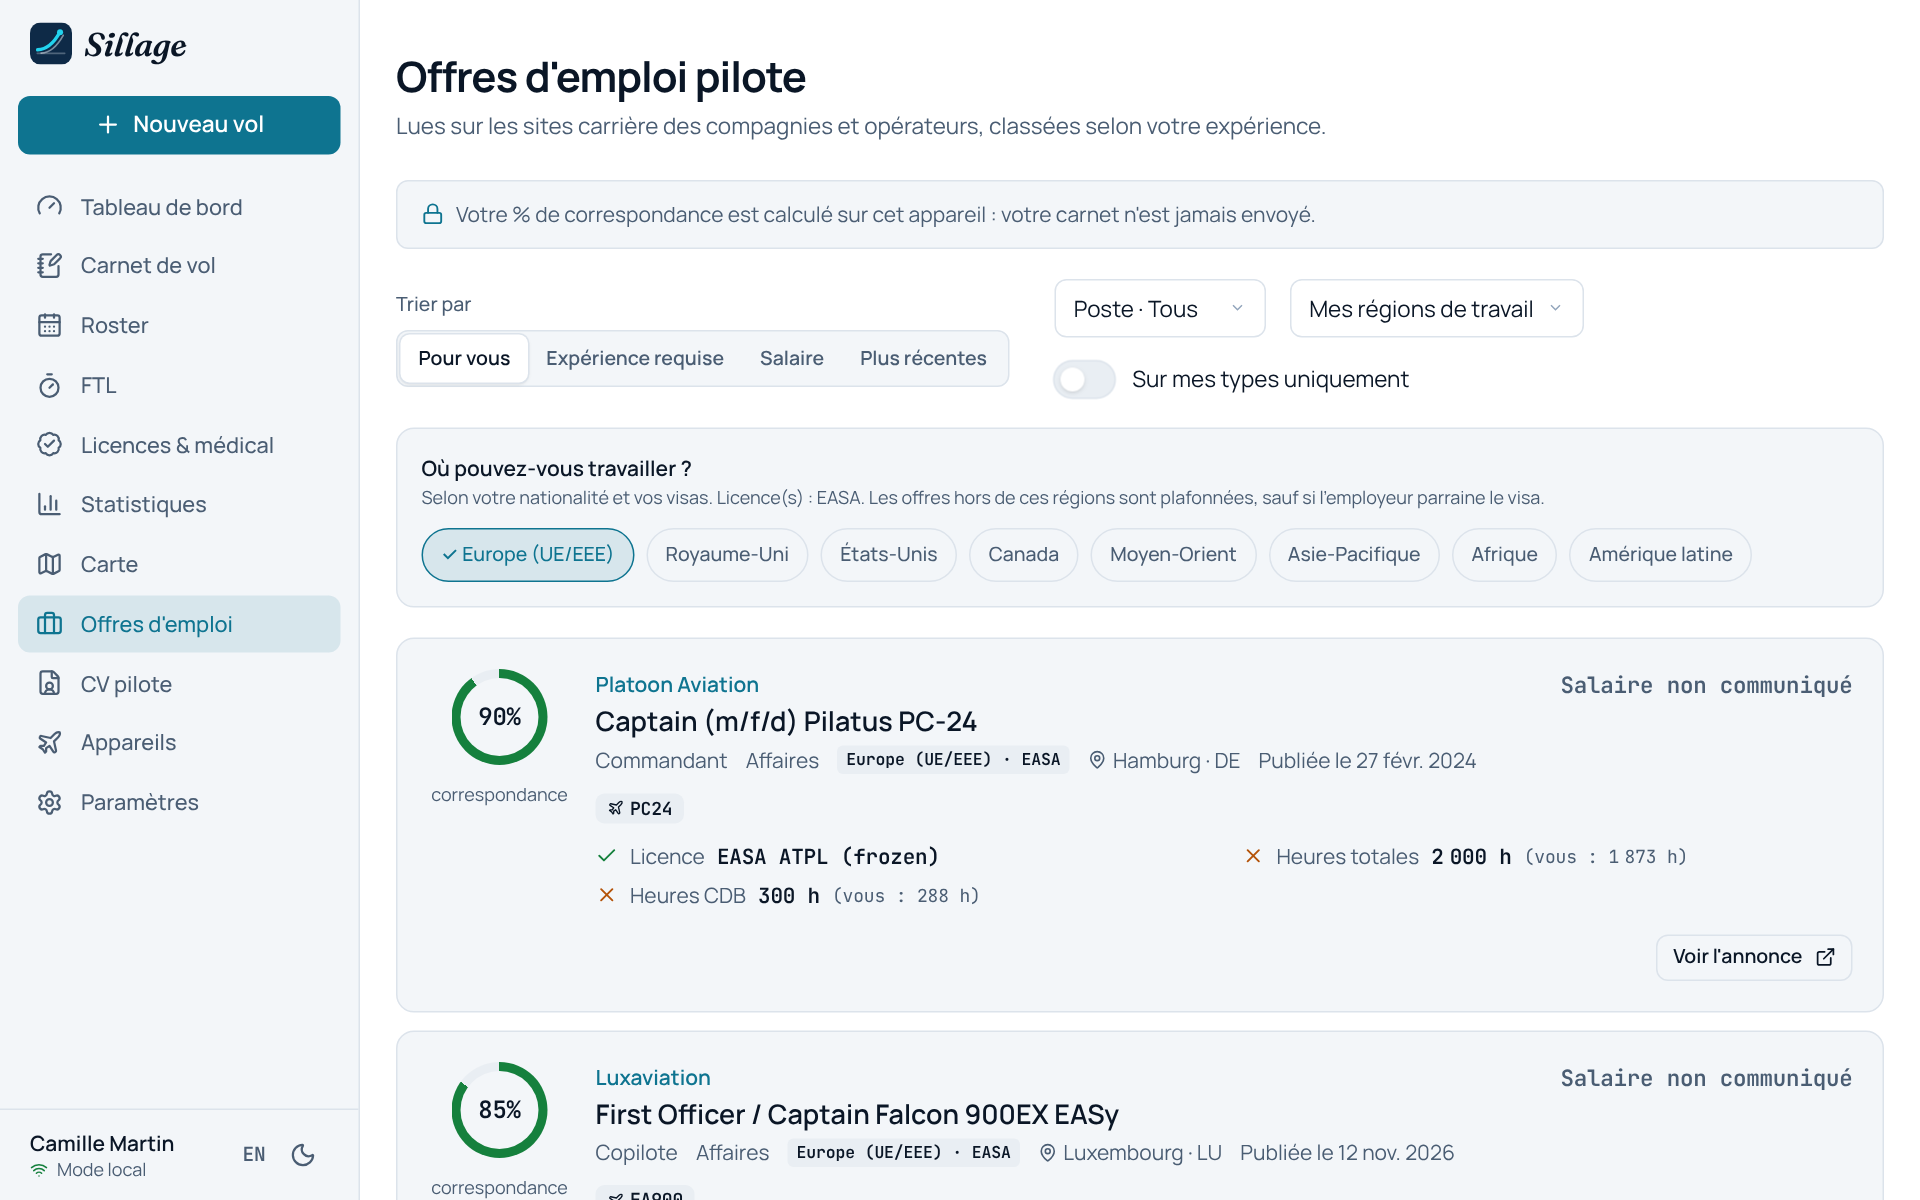 Sillage
Nouveau vol
Tableau de bord
Carnet de vol
Roster
FTL
Licences & médical
Statistiques
Carte
Offres d'emploi
CV pilote
Appareils
Paramètres
Camille Martin
Mode local
EN
Offres d'emploi pilote
Lues sur les sites carrière des compagnies et opérateurs, classées selon votre expérience.
Votre % de correspondance est calculé sur cet appareil : votre carnet n'est jamais envoyé.
Trier par
Pour vous Expérience requise Salaire Plus récentes
Poste · Tous
Mes régions de travail
Sur mes types uniquement
Où pouvez-vous travailler ?
Selon votre nationalité et vos visas. Licence(s) : EASA. Les offres hors de ces régions sont plafonnées, sauf si l'employeur parraine le visa.
Europe (UE/EEE) Royaume-Uni États-Unis Canada Moyen-Orient Asie-Pacifique Afrique Amérique latine
90%
correspondance
Platoon Aviation
Salaire non communiqué
Captain (m/f/d) Pilatus PC-24
Commandant Affaires Europe (UE/EEE) · EASA Hamburg · DE Publiée le 27 févr. 2024
PC24
Licence EASA ATPL (frozen)
Heures totales 2 000 h (vous : 1 873 h)
Heures CDB 300 h (vous : 288 h)
Voir l'annonce
85%
correspondance
Luxaviation
Salaire non communiqué
First Officer / Captain Falcon 900EX EASy
Copilote Affaires Europe (UE/EEE) · EASA Luxembourg · LU Publiée le 12 nov. 2026
FA900